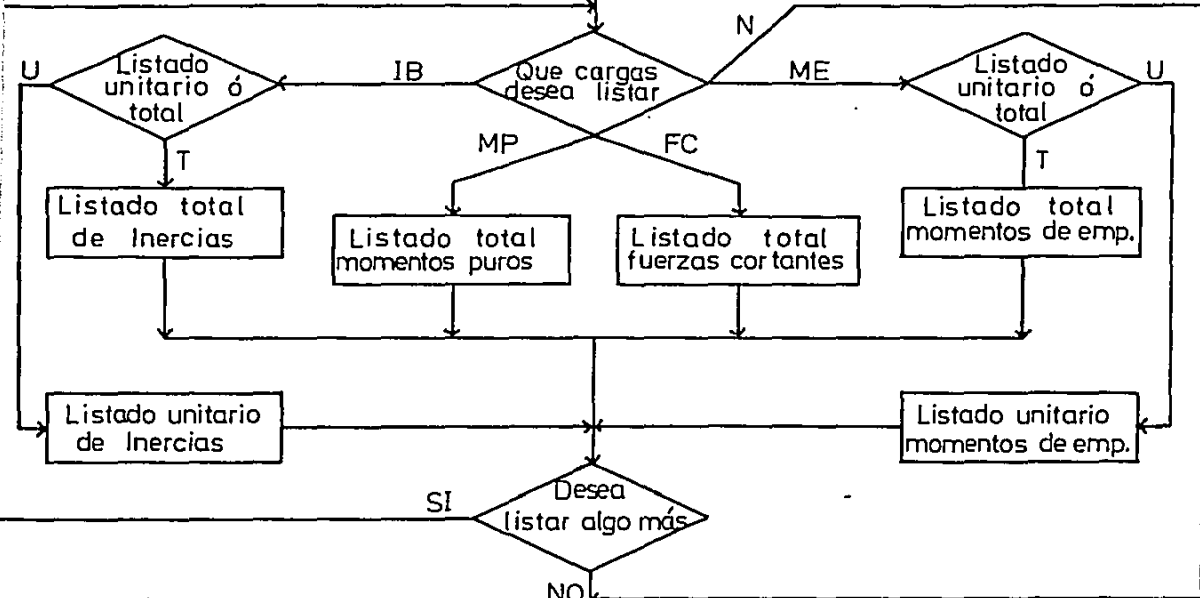 N
U
Listado
unitario ó
total
IB
Que cargas
desea listar
ME
Listado
unitario ó
total
U
T
MP
FC
T
Listado total
de Inercias
Listado total
momentos puros
Listado total
fuerzas cortantes
Listado total
momentos de emp.
Listado unitario
de Inercias
Listado unitario
momentos de emp.
SI
Desea
listar algo más
NO